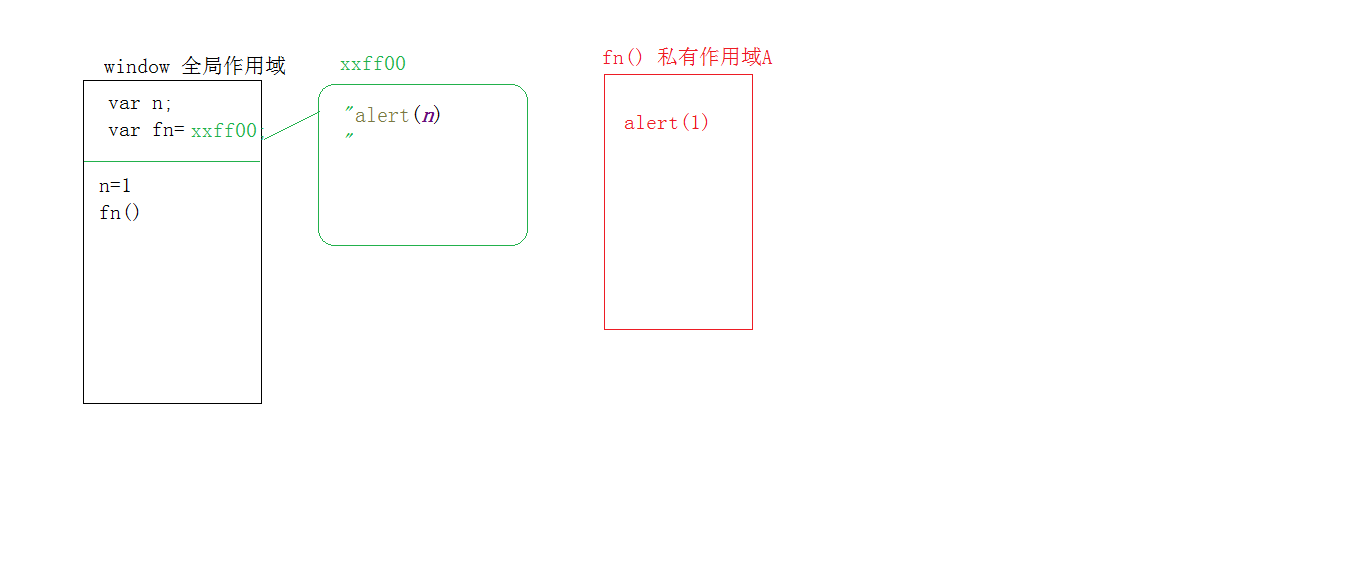 window 全局作用域
var n;
var fn= xxff00;
n=1
fn()
xxff00
"alert(n)
"
fn() 私有作用域A
alert(1)